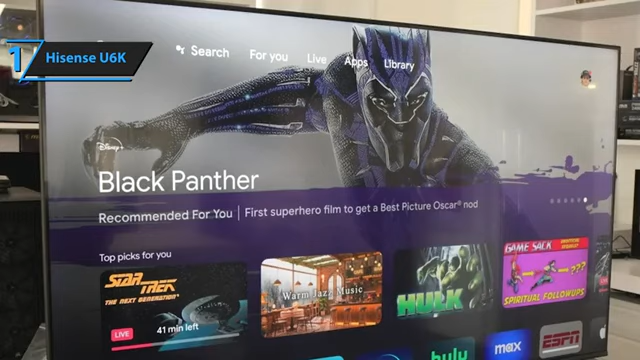 1 Hisense U6K
Search For you Live Apps Library
Disney+
Black Panther
Recommended For You | First superhero film to get a Best Picture Oscar® nod
Top picks for you
STAR TREK
THE NEXT GENERATION
LIVE 41 min left
Warm Jazz Music
HULK
GAME SACK
???
SPIRITUAL FOLLOWUPS
hulu
max
ESPN